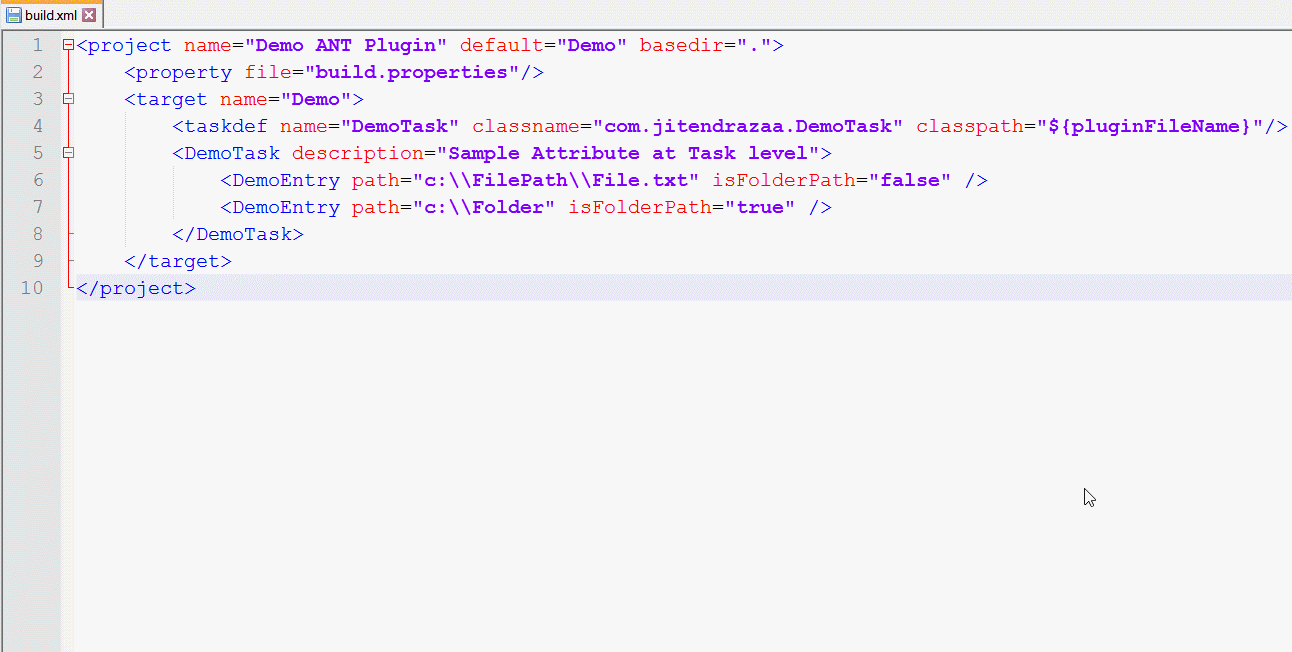 build.xml
1 <project name="Demo ANT Plugin" default="Demo" basedir=".">
2 <property file="build.properties"/>
3 <target name="Demo">
4 <taskdef name="DemoTask" classname="com.jitendrazaa.DemoTask" classpath="${pluginFileName}"/>
5 <DemoTask description="Sample Attribute at Task level">
6 <DemoEntry path="c:\\FilePath\\File.txt" isFolderPath="false" />
7 <DemoEntry path="c:\\Folder" isFolderPath="true" />
8 </DemoTask>
9 </target>
10 </project>